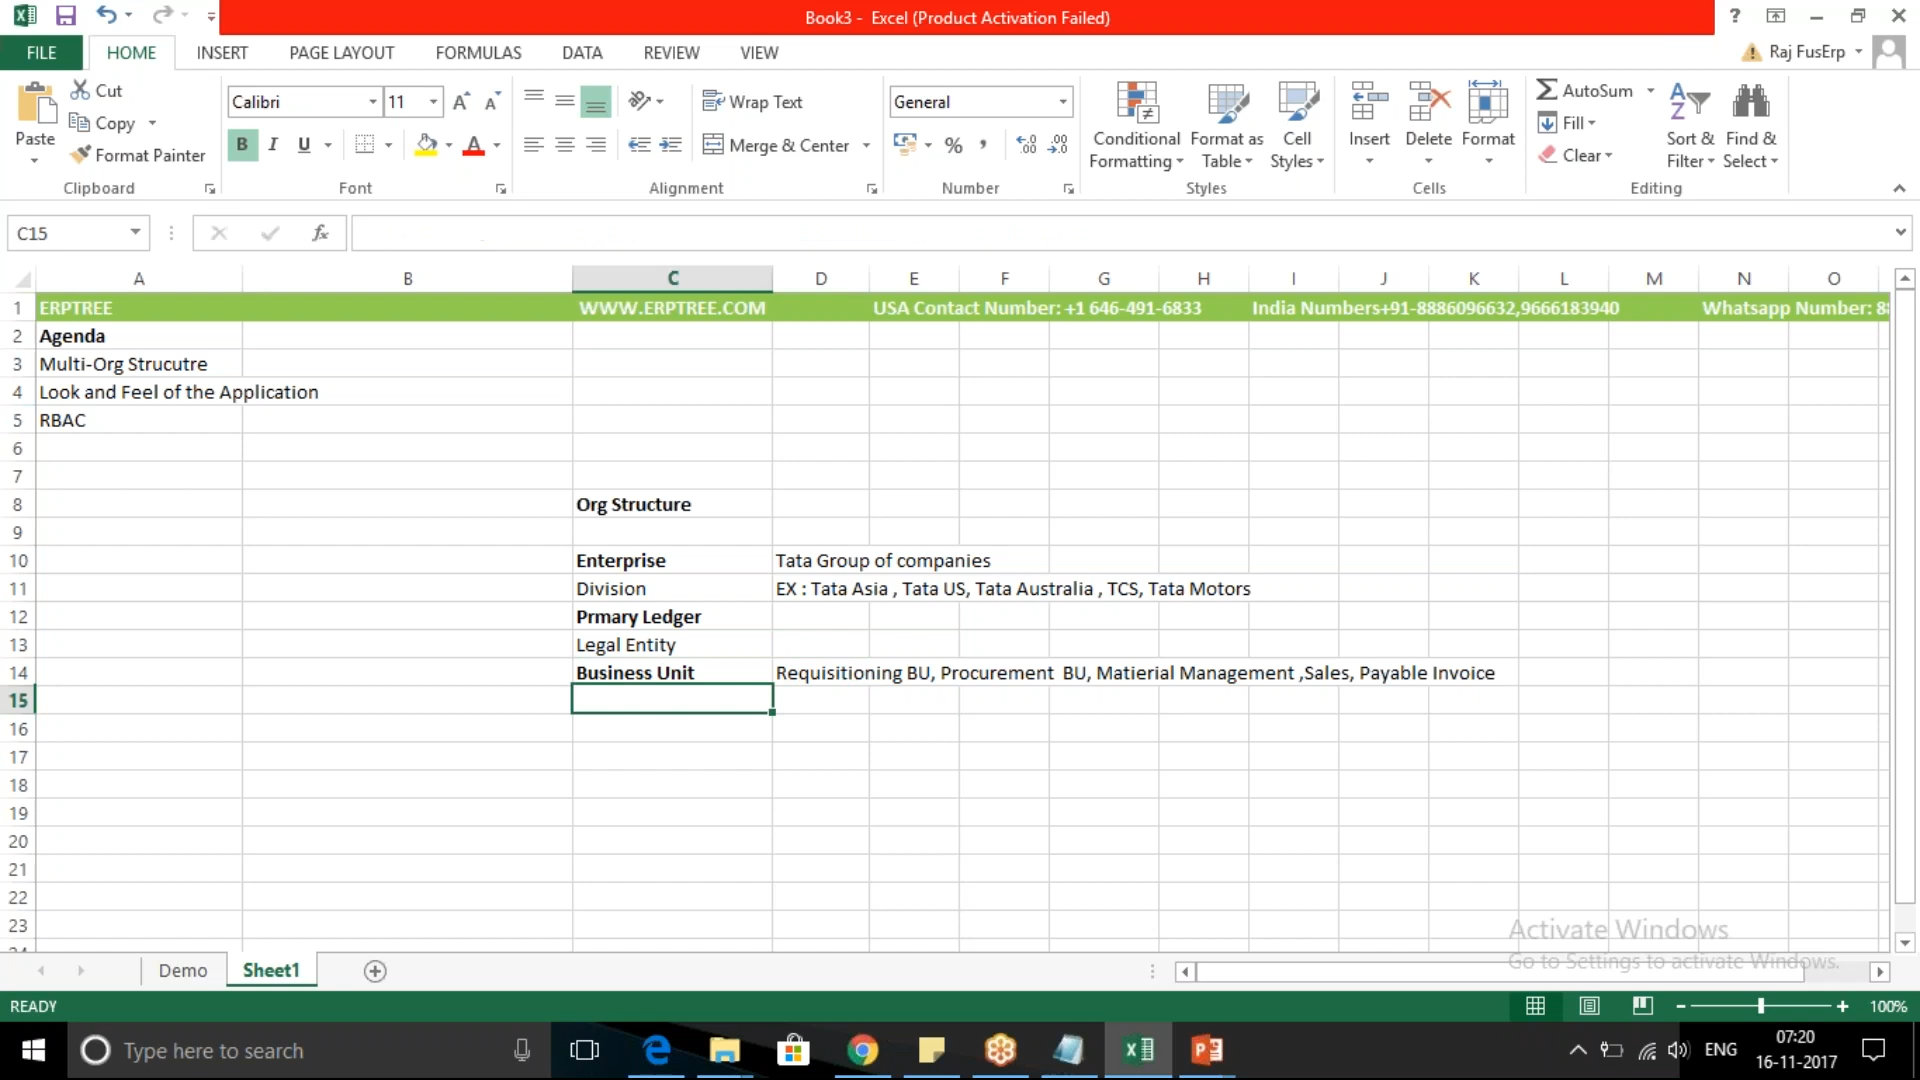 Book3 - Excel (Product Activation Failed)
?
FILE HOME INSERT PAGE LAYOUT FORMULAS DATA REVIEW VIEW Raj FusErp
Paste Cut Copy Format Painter Clipboard
Calibri 11 B I U Font
Wrap Text Merge & Center Alignment
General % Number
Conditional Formatting Format as Table Cell Styles Styles
Insert Delete Format Cells
AutoSum Fill Clear Sort & Filter Find & Select Editing
C15 fx
A B C D E F G H I J K L M N O
1 ERPTREE WWW.ERPTREE.COM USA Contact Number: +1 646-491-6833 India Numbers+91-8886096632,9666183940 Whatsapp Number:
2 Agenda
3 Multi-Org Strucutre
4 Look and Feel of the Application
5 RBAC
6
7
8 Org Structure
9
10 Enterprise Tata Group of companies
11 Division EX : Tata Asia , Tata US, Tata Australia , TCS, Tata Motors
12 Prmary Ledger
13 Legal Entity
14 Business Unit Requisitioning BU, Procurement BU, Matierial Management ,Sales, Payable Invoice
15
16
17
18
19
20
21
22
23
Activate Windows
Go to Settings to activate Windows.
Demo Sheet1
READY 100%
Type here to search ENG 07:20
16-11-2017